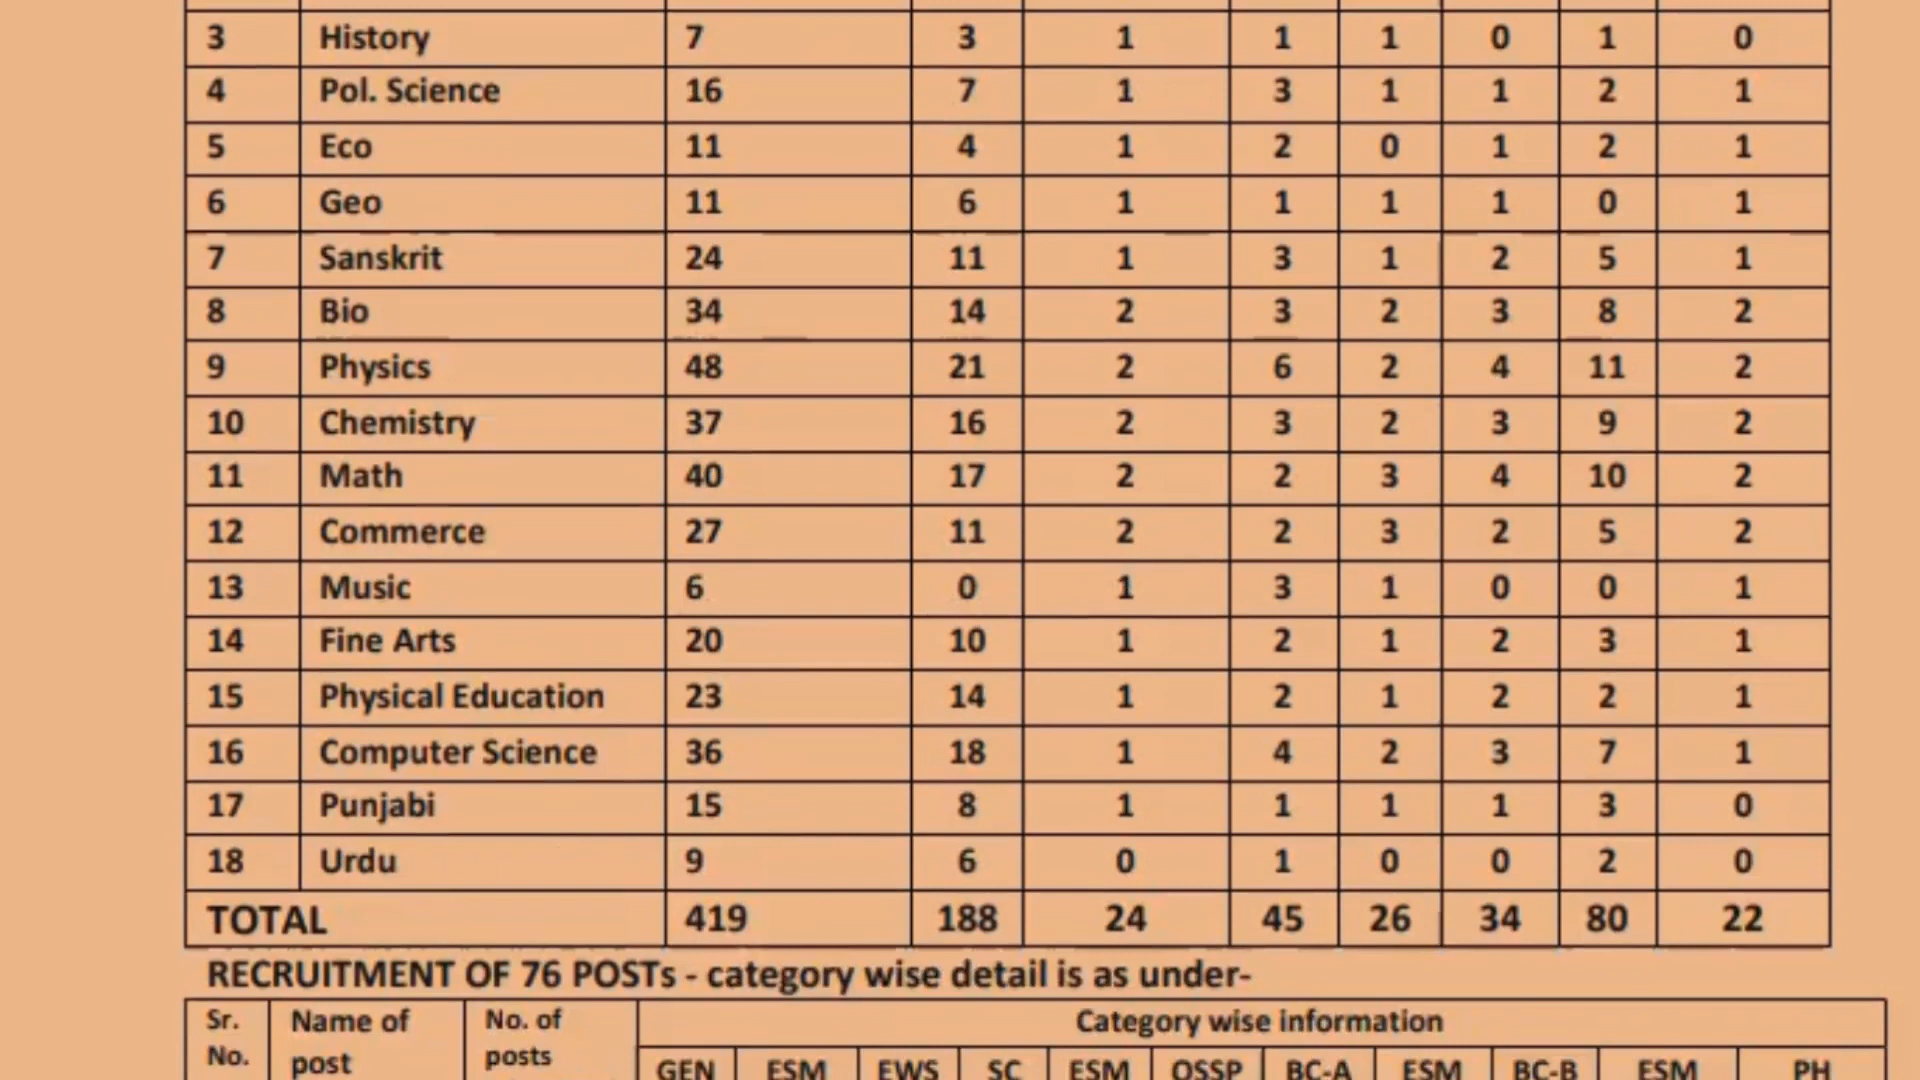 3 History 7 3 1 1 1 0 1 0
4 Pol. Science 16 7 1 3 1 1 2 1
5 Eco 11 4 1 2 0 1 2 1
6 Geo 11 6 1 1 1 1 0 1
7 Sanskrit 24 11 1 3 1 2 5 1
8 Bio 34 14 2 3 2 3 8 2
9 Physics 48 21 2 6 2 4 11 2
10 Chemistry 37 16 2 3 2 3 9 2
11 Math 40 17 2 2 3 4 10 2
12 Commerce 27 11 2 2 3 2 5 2
13 Music 6 0 1 3 1 0 0 1
14 Fine Arts 20 10 1 2 1 2 3 1
15 Physical Education 23 14 1 2 1 2 2 1
16 Computer Science 36 18 1 4 2 3 7 1
17 Punjabi 15 8 1 1 1 1 3 0
18 Urdu 9 6 0 1 0 0 2 0
TOTAL 419 188 24 45 26 34 80 22
RECRUITMENT OF 76 POSTs - category wise detail is as under-
Sr. No. Name of post No. of posts Category wise information
GEN ESM EWS SC ESM OSSP BC-A ESM BC-B ESM PH